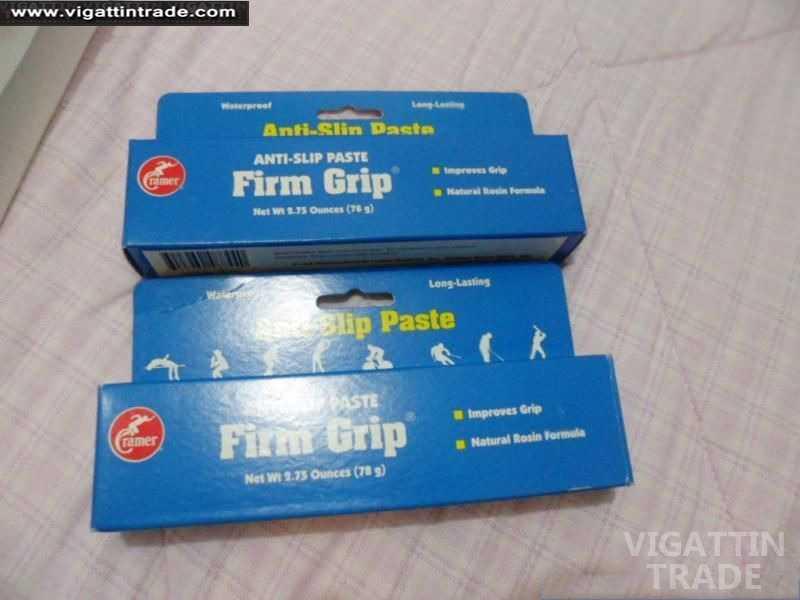 www.vigattintrade.com
Waterproof
Long-Lasting
Anti-Slip Paste
ANTI-SLIP PASTE
Cramer
Firm Grip®
Net Wt 2.75 Ounces (78 g)
Improves Grip
Natural Rosin Formula
Waterproof
Long-Lasting
Anti-Slip Paste
PASTE
Cramer
Firm Grip®
Net Wt 2.75 Ounces (78 g)
Improves Grip
Natural Rosin Formula
VIGATTIN
TRADE